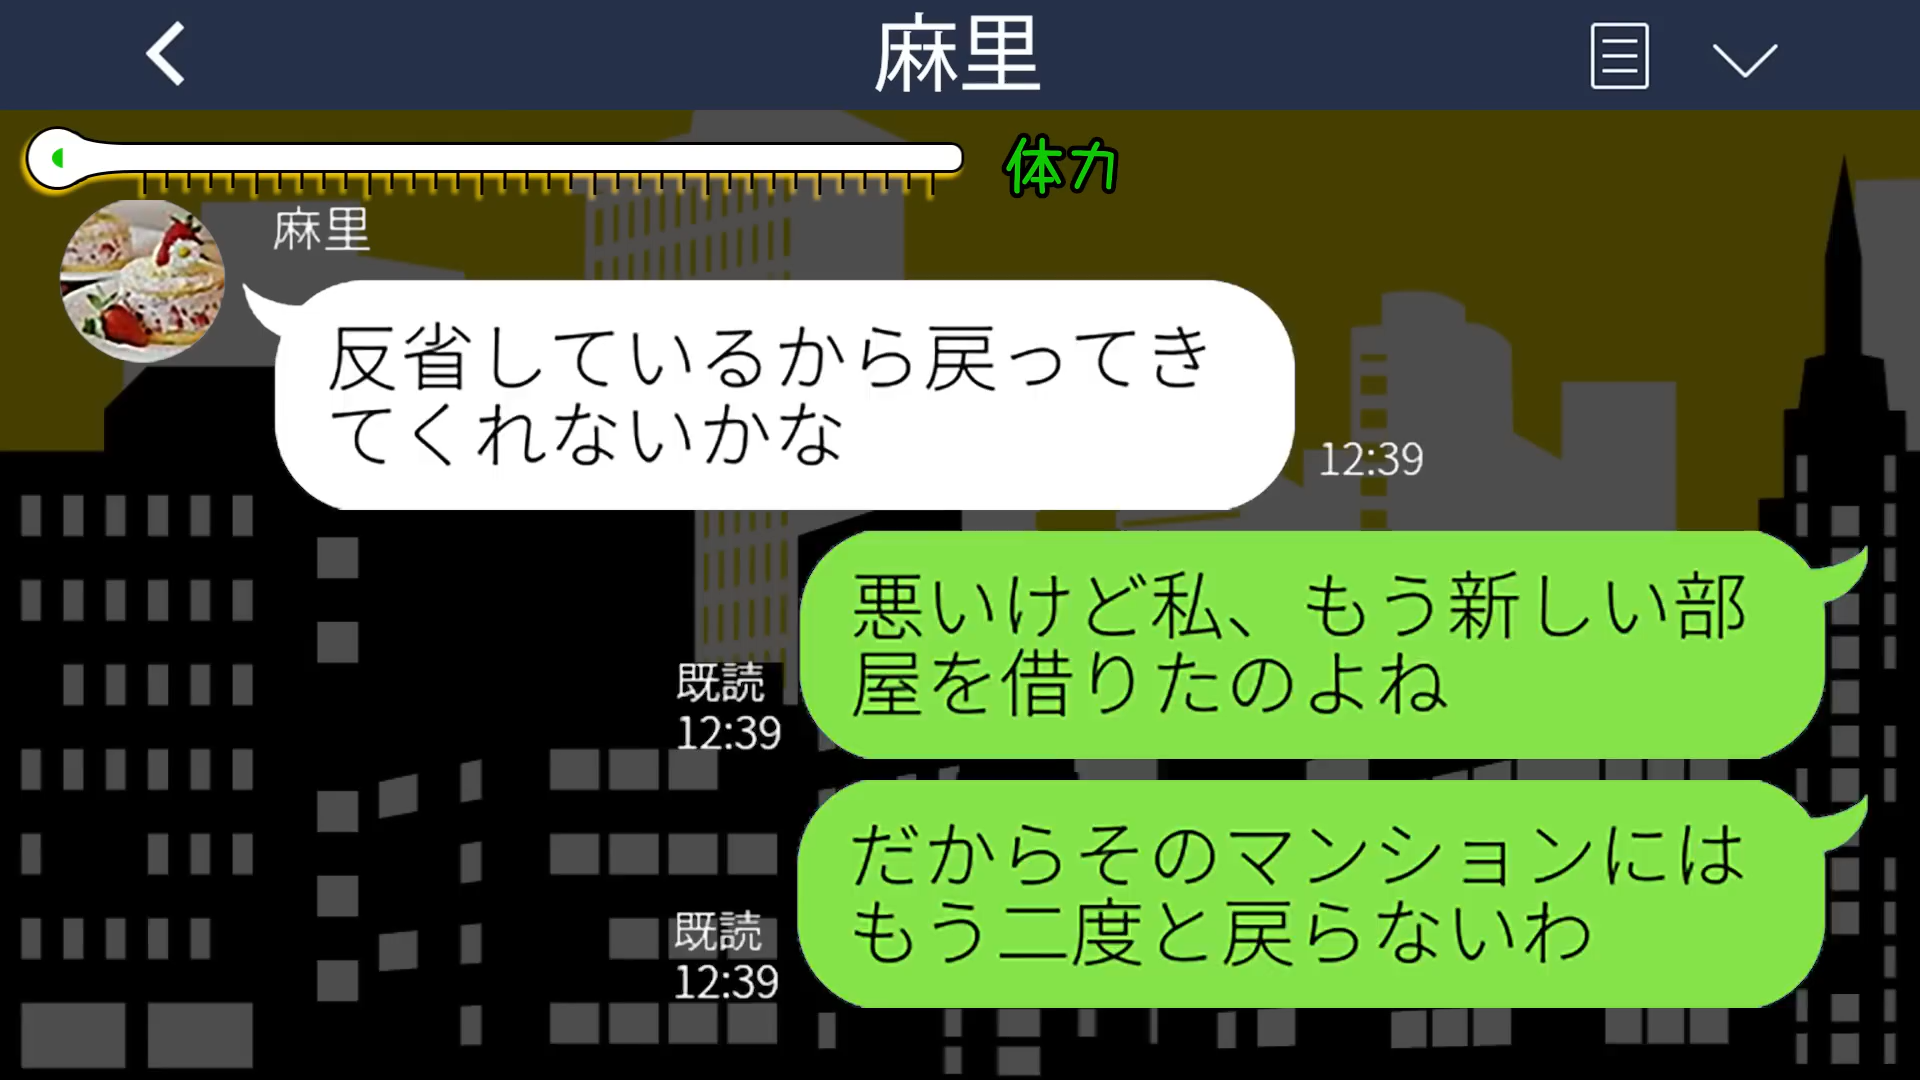 麻里
体力
麻里
反省しているから戻ってき
てくれないかな
12:39
悪いけど私、もう新しい部
屋を借りたのよね
既読
12:39
だからそのマンションには
もう二度と戻らないわ
既読
12:39